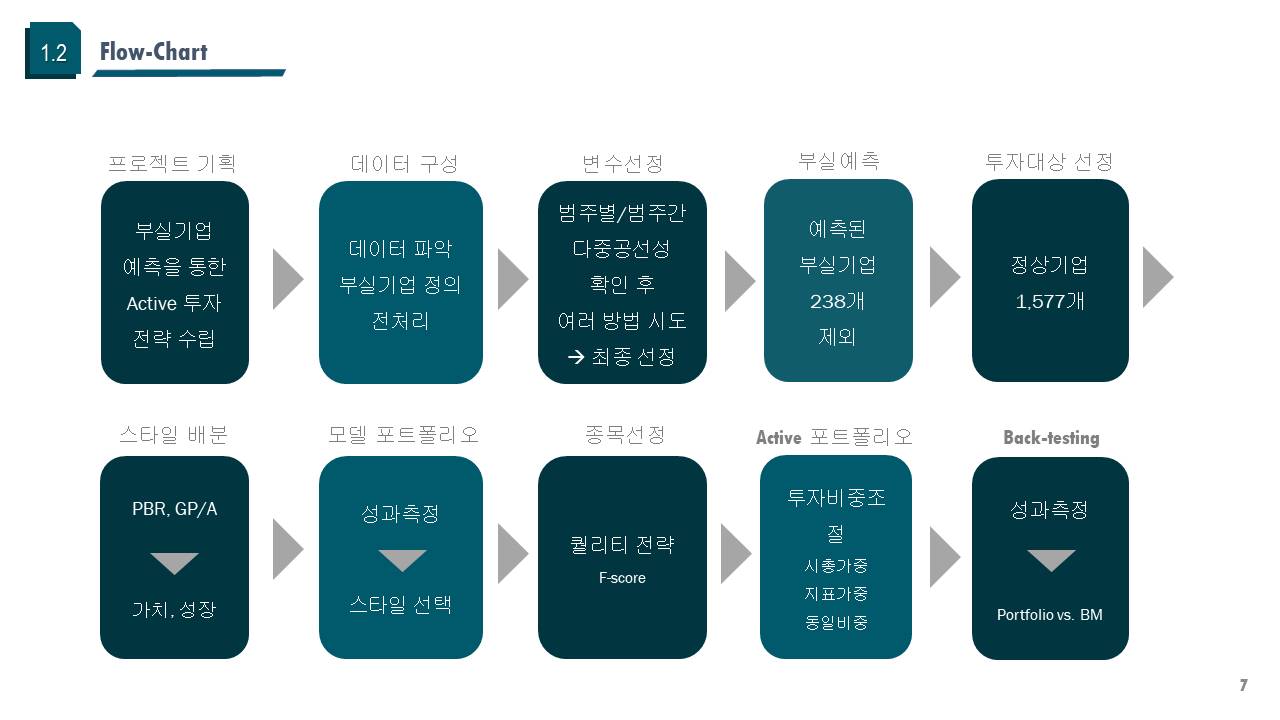 1.2
Flow-Chart
프로젝트 기획
부실기업
예측을 통한
Active 투자
전략 수립
데이터 구성
데이터 파악
부실기업 정의
전처리
변수선정
범주별/범주간
다중공선성
확인 후
여러 방법 시도
→ 최종 선정
부실예측
예측된
부실기업
238개
제외
투자대상 선정
정상기업
1,577개
스타일 배분
PBR, GP/A
가치, 성장
모델 포트폴리오
성과측정
스타일 선택
종목선정
퀄리티 전략
F-score
Active 포트폴리오
투자비중조
절
시총가중
지표가중
동일비중
Back-testing
성과측정
Portfolio vs. BM
7